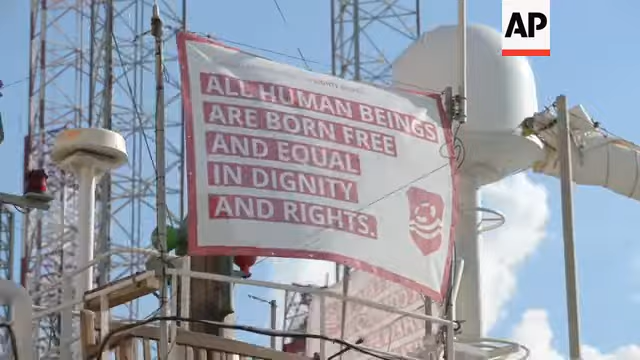 AP
ALL HUMAN BEINGS
ARE BORN FREE
AND EQUAL
IN DIGNITY
AND RIGHTS.